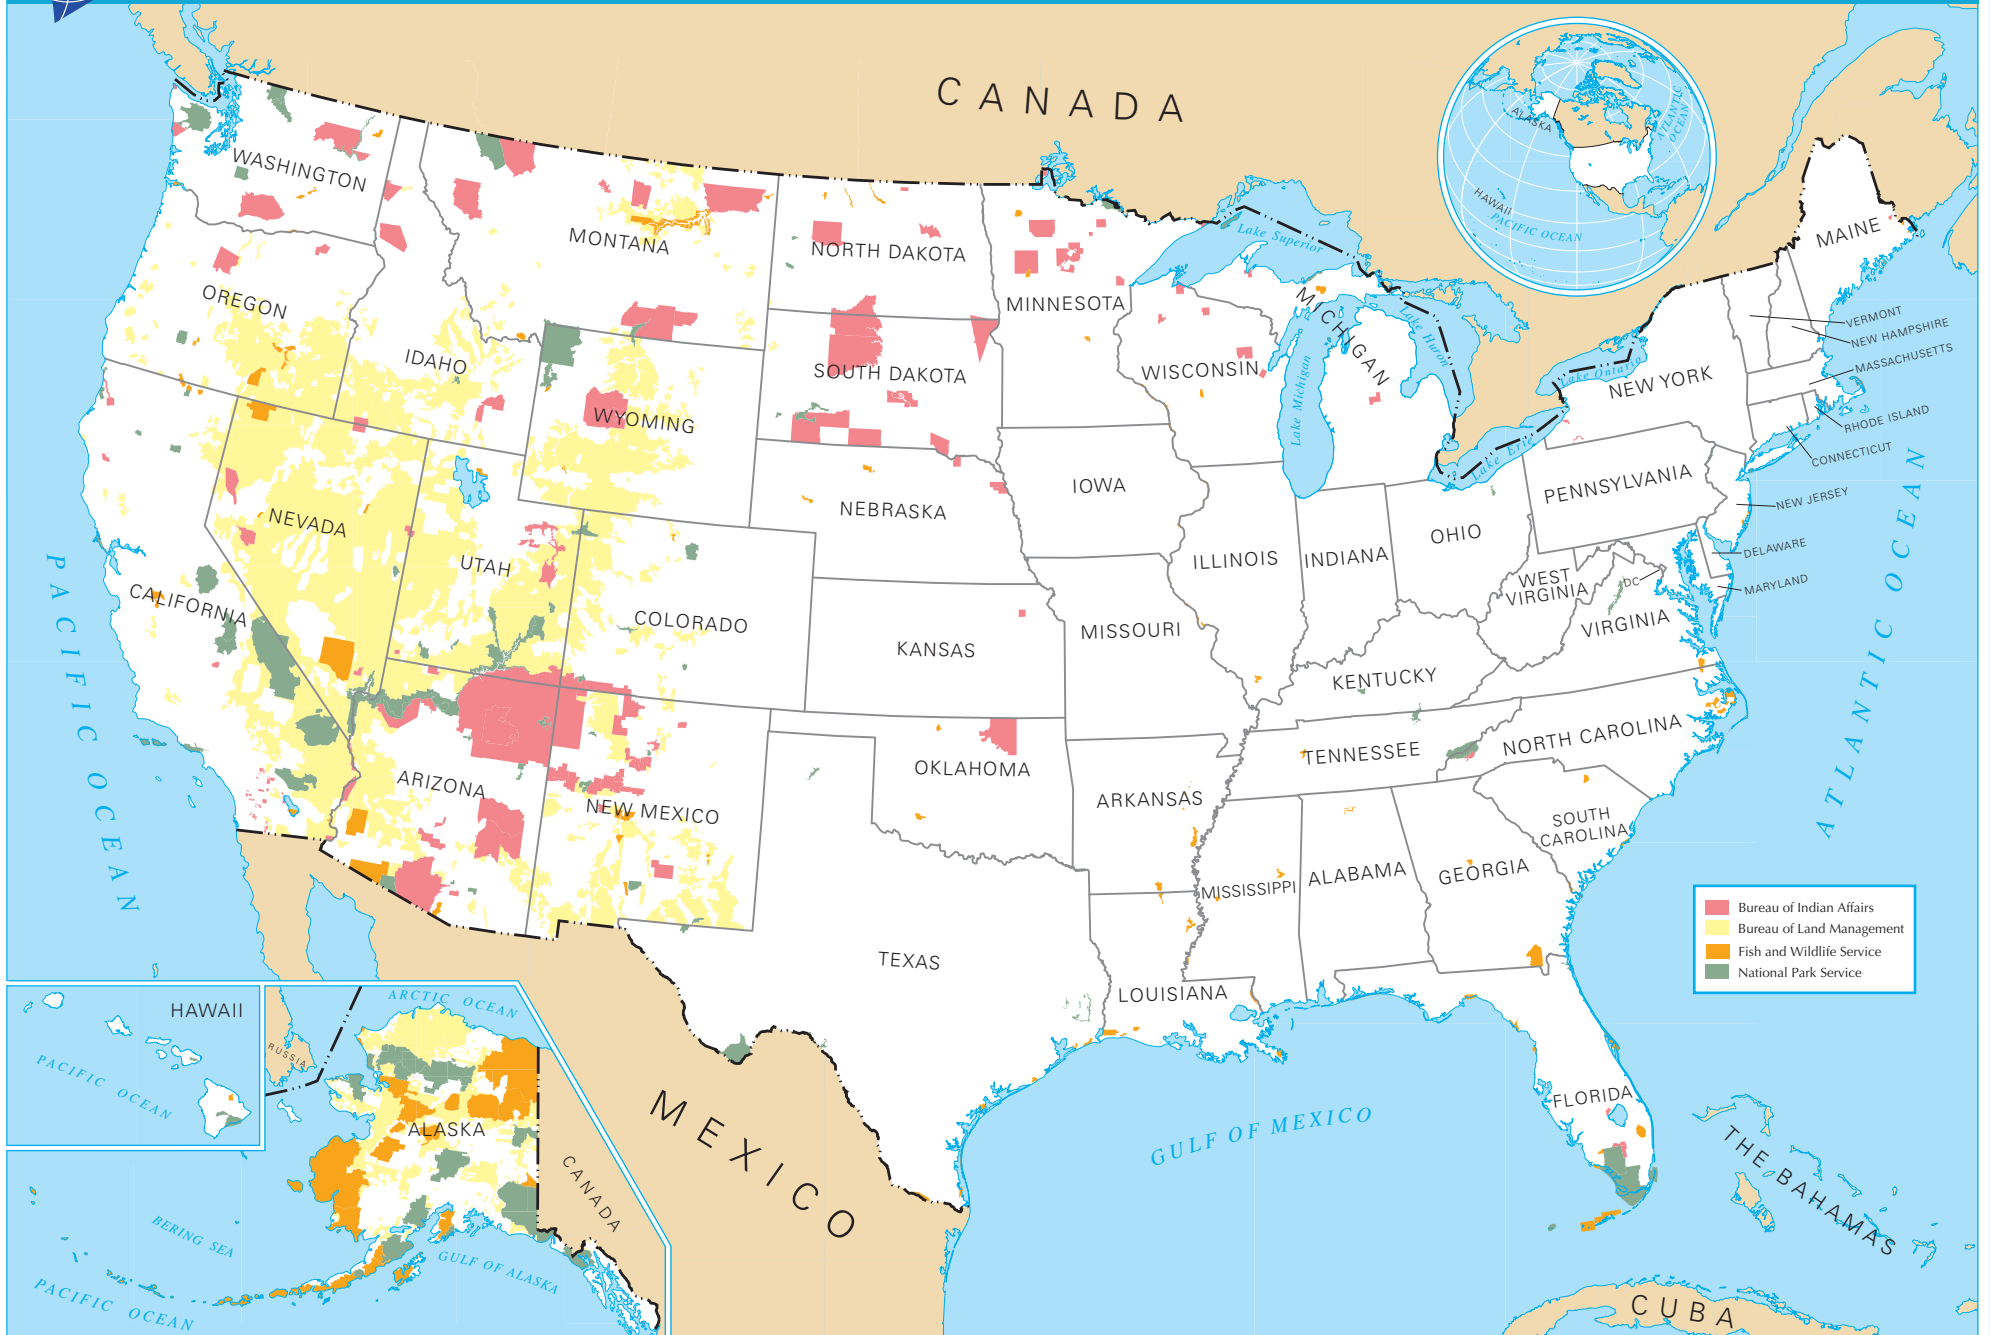 CANADA
ALASKA
ATLANTIC
OCEAN
HAWAII
PACIFIC OCEAN
WASHINGTON
MONTANA
NORTH DAKOTA
MINNESOTA
Lake Superior
MICHIGAN
Lake Huron
Lake Michigan
Lake Ontario
Lake Erie
MAINE
VERMONT
NEW HAMPSHIRE
MASSACHUSETTS
RHODE ISLAND
CONNECTICUT
NEW JERSEY
DELAWARE
MARYLAND
OREGON
IDAHO
WYOMING
SOUTH DAKOTA
WISCONSIN
NEW YORK
PENNSYLVANIA
NEBRASKA
IOWA
ILLINOIS
INDIANA
OHIO
WEST
VIRGINIA
DC
VIRGINIA
NEVADA
UTAH
CALIFORNIA
COLORADO
KANSAS
MISSOURI
KENTUCKY
PACIFIC OCEAN
ATLANTIC OCEAN
ARIZONA
NEW MEXICO
OKLAHOMA
ARKANSAS
TENNESSEE
NORTH CAROLINA
SOUTH
CAROLINA
MISSISSIPPI
ALABAMA
GEORGIA
TEXAS
LOUISIANA
FLORIDA
Bureau of Indian Affairs
Bureau of Land Management
Fish and Wildlife Service
National Park Service
HAWAII
PACIFIC OCEAN
ARCTIC OCEAN
RUSSIA
ALASKA
CANADA
BERING SEA
GULF OF ALASKA
PACIFIC OCEAN
MEXICO
GULF OF MEXICO
THE BAHAMAS
CUBA